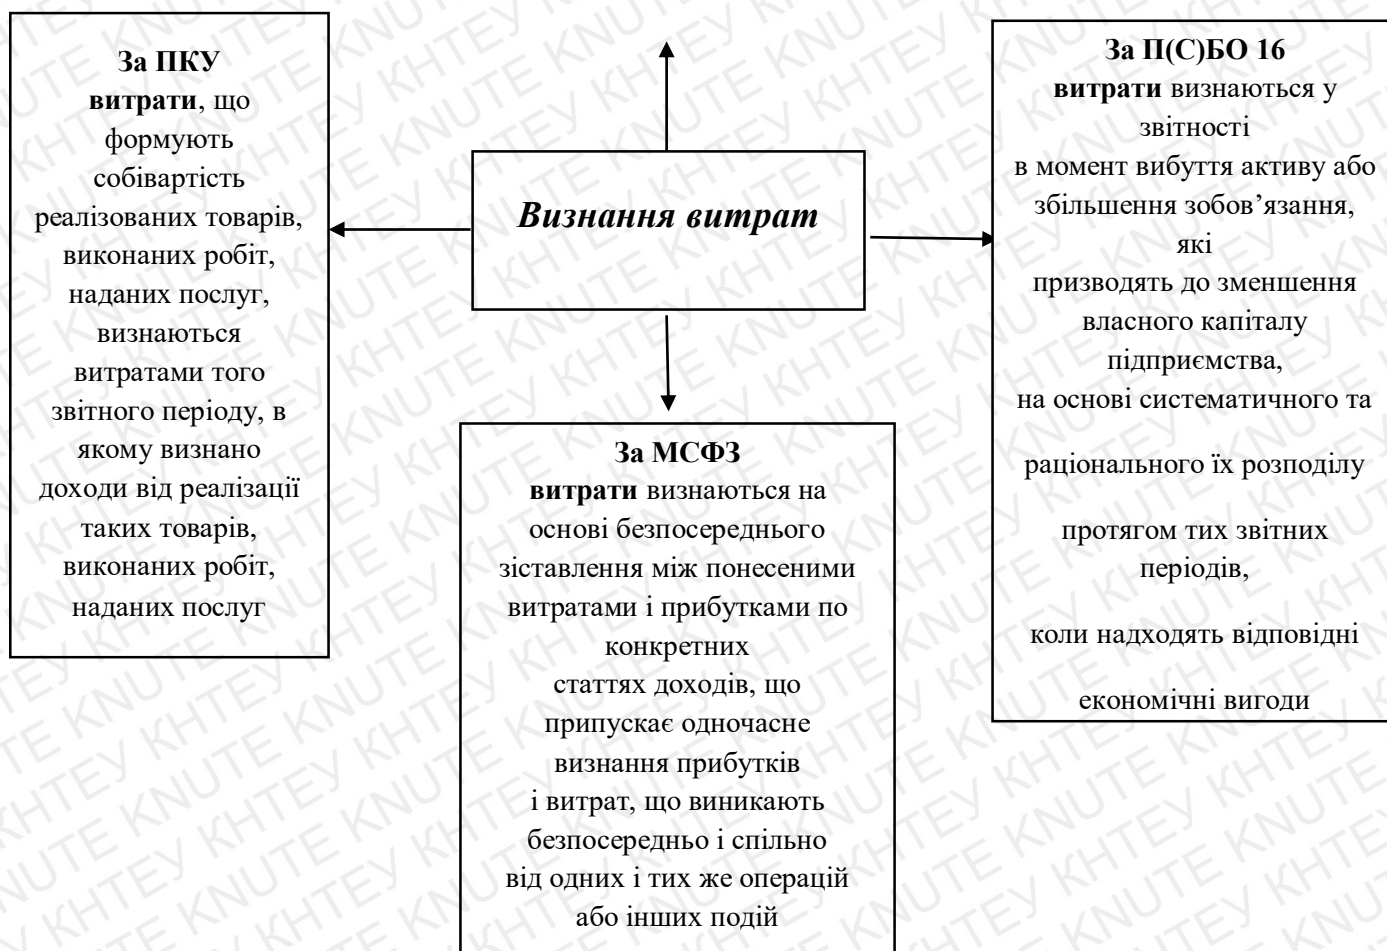 За ПКУ
витрати, що
формують
собівартість
реалізованих товарів,
виконаних робіт,
наданих послуг,
визнаються
витратами того
звітного періоду, в
якому визнано
доходи від реалізації
таких товарів,
виконаних робіт,
наданих послуг
Визнання витрат
За МСФЗ
витрати визнаються на
основі безпосереднього
зіставлення між понесеними
витратами і прибутками по
конкретних
статтях доходів, що
припускає одночасне
визнання прибутків
і витрат, що виникають
безпосередньо і спільно
від одних і тих же операцій
або інших подій
За П(С)БО 16
витрати визнаються у
звітності
в момент вибуття активу або
збільшення зобов’язання,
які
призводять до зменшення
власного капіталу
підприємства,
на основі систематичного та
раціонального їх розподілу
протягом тих звітних
періодів,
коли надходять відповідні
економічні вигоди